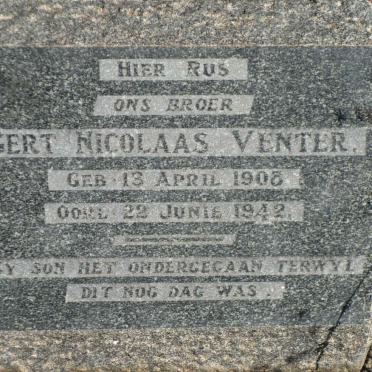 HIER RUS
ONS BROER
GERT NICOLAAS VENTER.
GEB. 13 APRIL 1905
OORL. 22 JUNIE 1942.
SY SON HET ONDERGEGAAN TERWYL
DIT NOG DAG WAS.